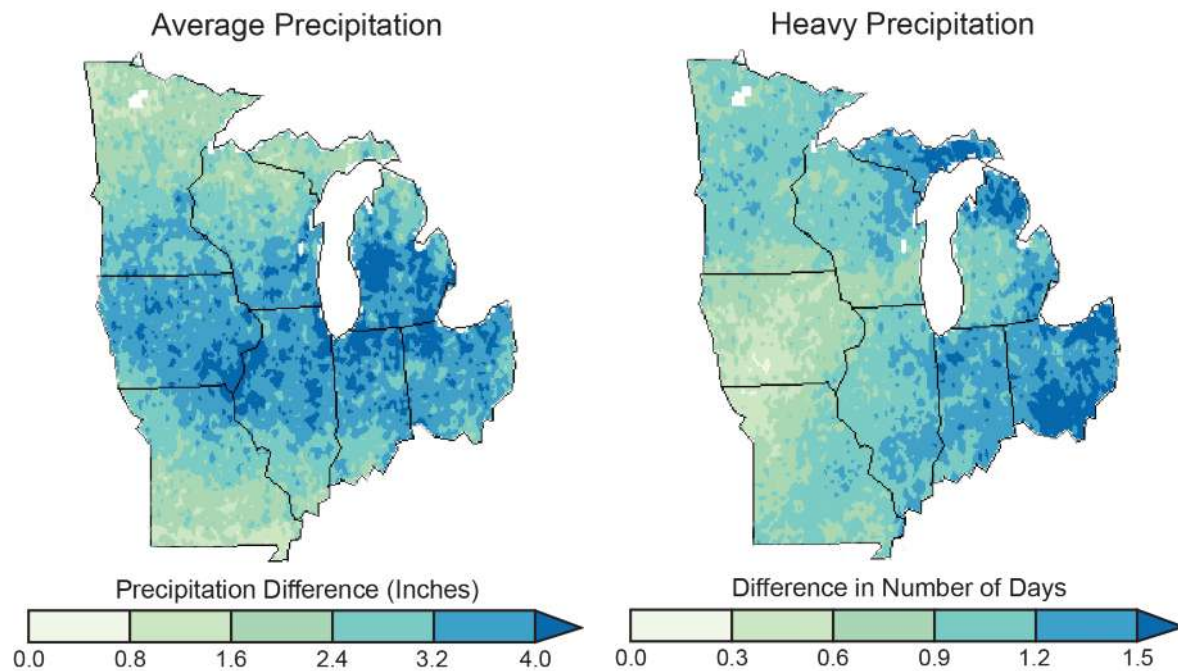 Average Precipitation
Heavy Precipitation
Precipitation Difference (Inches)
0.0 0.8 1.6 2.4 3.2 4.0
Difference in Number of Days
0.0 0.3 0.6 0.9 1.2 1.5